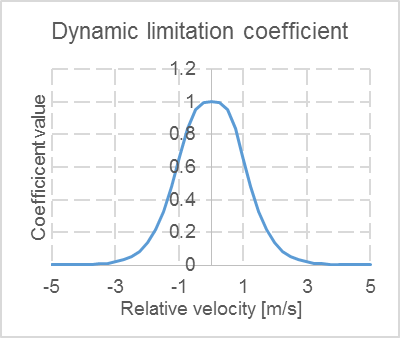 Dynamic limitation coefficient
1.2
1
0.8
0.6
0.4
0.2
0
Coefficicent value
-5 -3 -1 1 3 5
Relative velocity [m/s]